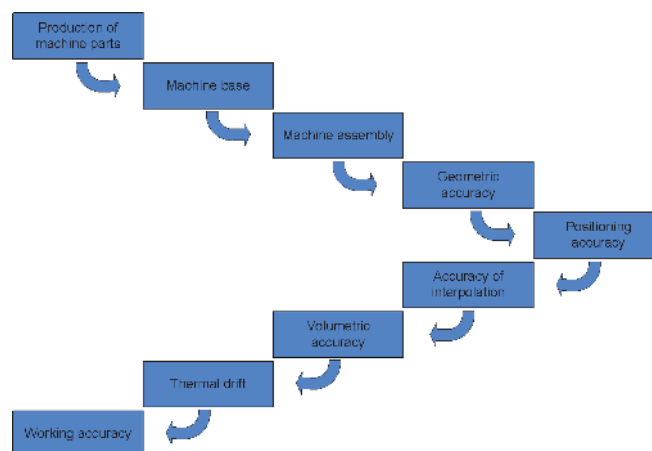 Production of
machine parts
Machine base
Machine assembly
Geometric
accuracy
Positioning
accuracy
Accuracy of
interpolation
Volumetric
accuracy
Thermal drift
Working accuracy